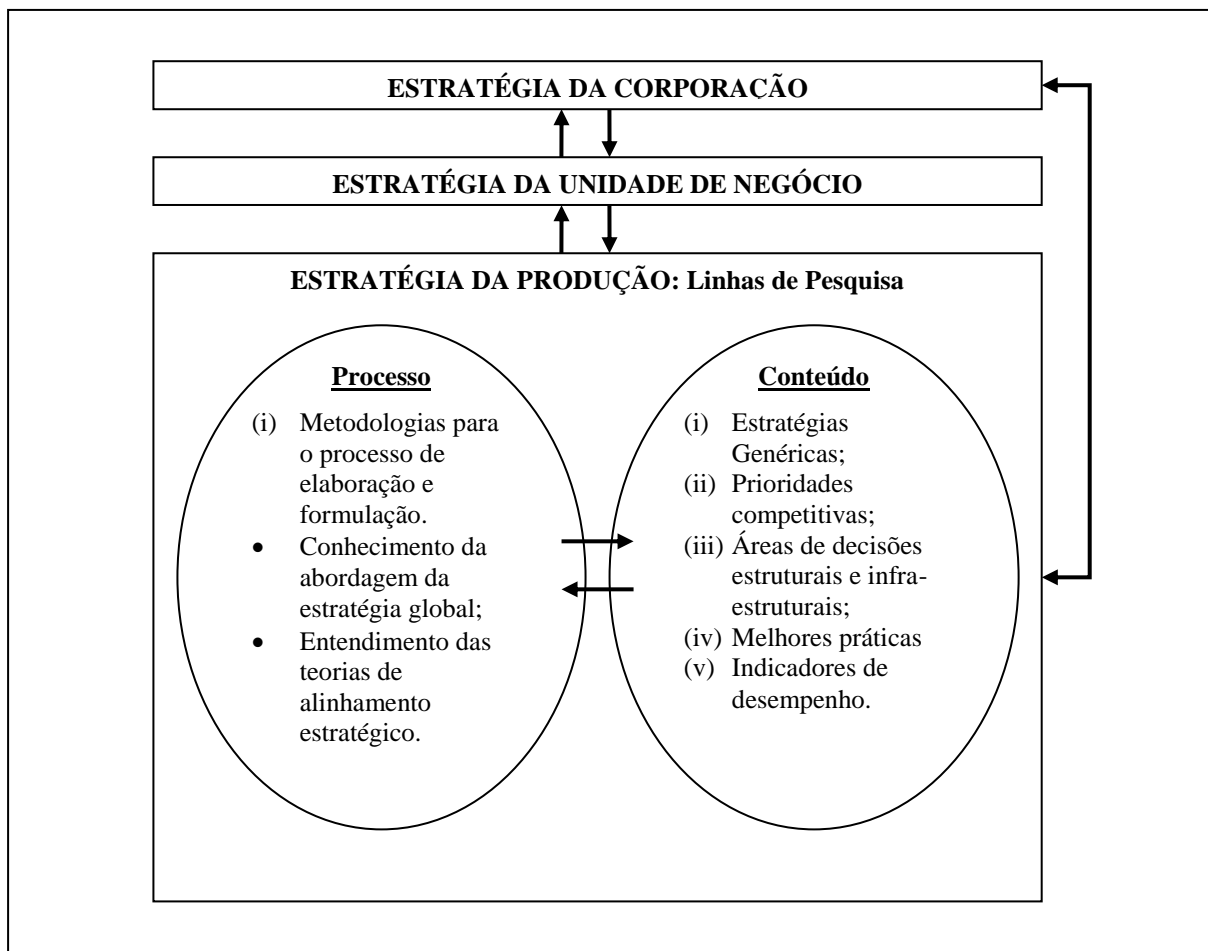 ESTRATÉGIA DA CORPORAÇÃO
ESTRATÉGIA DA UNIDADE DE NEGÓCIO
ESTRATÉGIA DA PRODUÇÃO: Linhas de Pesquisa
Processo
(i) Metodologias para
o processo de
elaboração e
formulação.
• Conhecimento da
abordagem da
estratégia global;
• Entendimento das
teorias de
alinhamento
estratégico.
Conteúdo
(i) Estratégias
Genéricas;
(ii) Prioridades
competitivas;
(iii) Áreas de decisões
estruturais e infra-
estruturais;
(iv) Melhores práticas
(v) Indicadores de
desempenho.